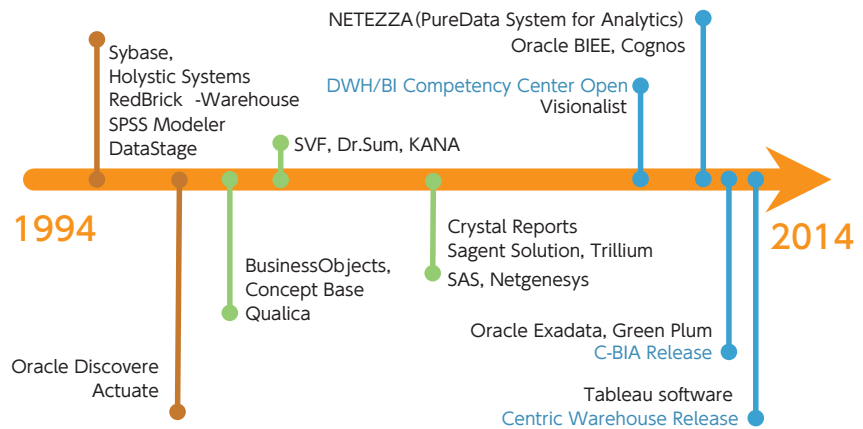 NETEZZA(PureData System for Analytics)
Oracle BIEE, Cognos
Sybase,
Holystic Systems
RedBrick -Warehouse
SPSS Modeler
DataStage
DWH/BI Competency Center Open
Visionalist
SVF, Dr.Sum, KANA
1994
2014
Crystal Reports
Sagent Solution, Trillium
SAS, Netgenesys
BusinessObjects,
Concept Base
Qualica
Oracle Exadata, Green Plum
C-BIA Release
Oracle Discovere
Actuate
Tableau software
Centric Warehouse Release